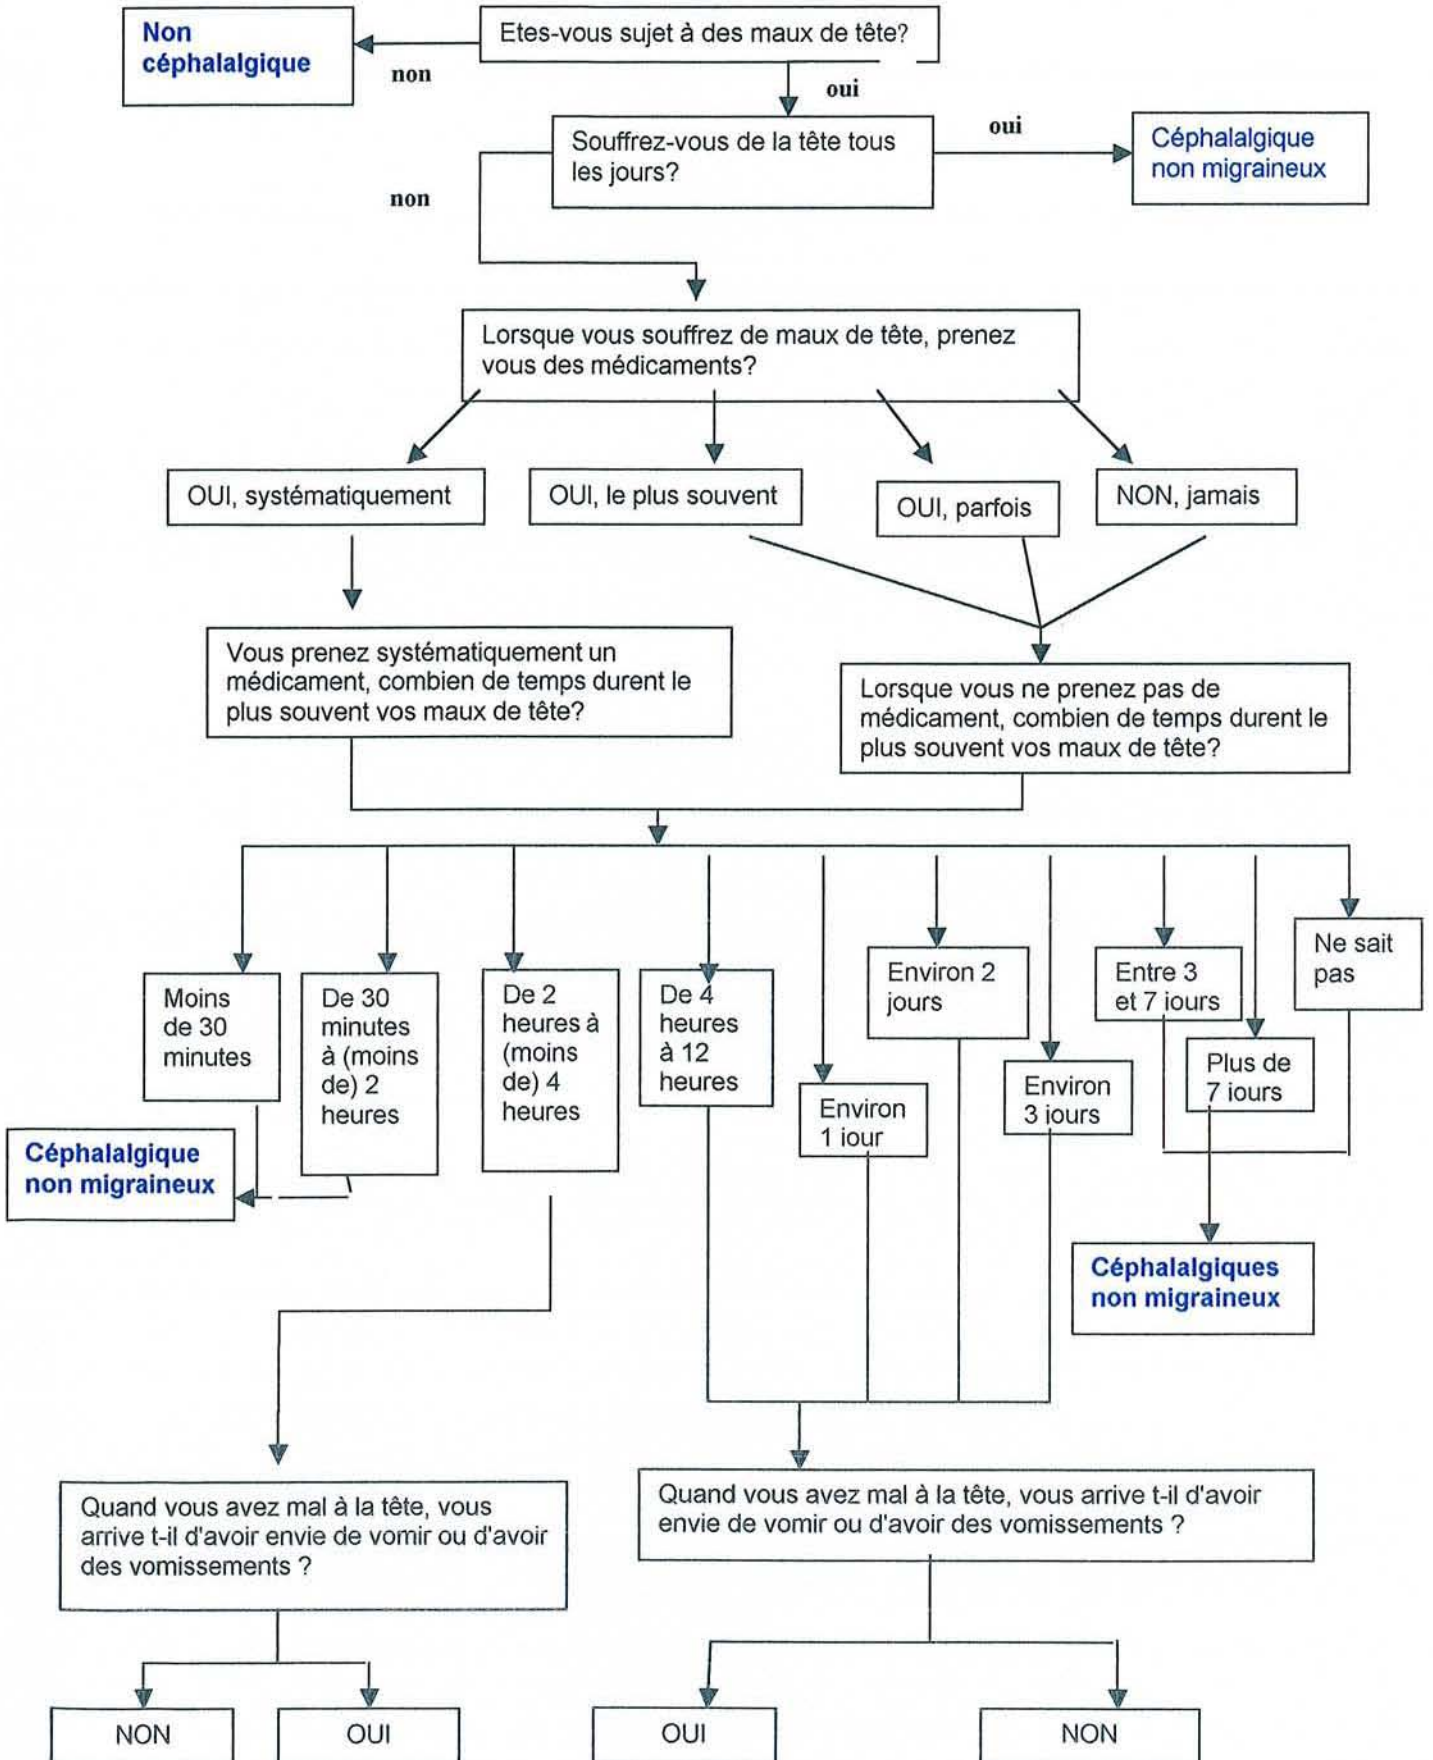 Non
céphalalgique
Etes-vous sujet à des maux de tête?
non
oui
Souffrez-vous de la tête tous
les jours?
oui
Céphalalgique
non migraineux
non
Lorsque vous souffrez de maux de tête, prenez
vous des médicaments?
OUI, systématiquement
OUI, le plus souvent
OUI, parfois
NON, jamais
Vous prenez systématiquement un
médicament, combien de temps durent le
plus souvent vos maux de tête?
Lorsque vous ne prenez pas de
médicament, combien de temps durent le
plus souvent vos maux de tête?
Moins
de 30
minutes
De 30
minutes
à (moins
de) 2
heures
De 2
heures à
(moins
de) 4
heures
De 4
heures
à 12
heures
Environ
1 iour
Environ 2
jours
Environ
3 iours
Entre 3
et 7 iours
Plus de
7 iours
Ne sait
pas
Céphalalgique
non migraineux
Céphalalgiques
non migraineux
Quand vous avez mal à la tête, vous
arrive t-il d'avoir envie de vomir ou d'avoir
des vomissements ?
Quand vous avez mal à la tête, vous arrive t-il d'avoir
envie de vomir ou d'avoir des vomissements ?
NON
OUI
OUI
NON